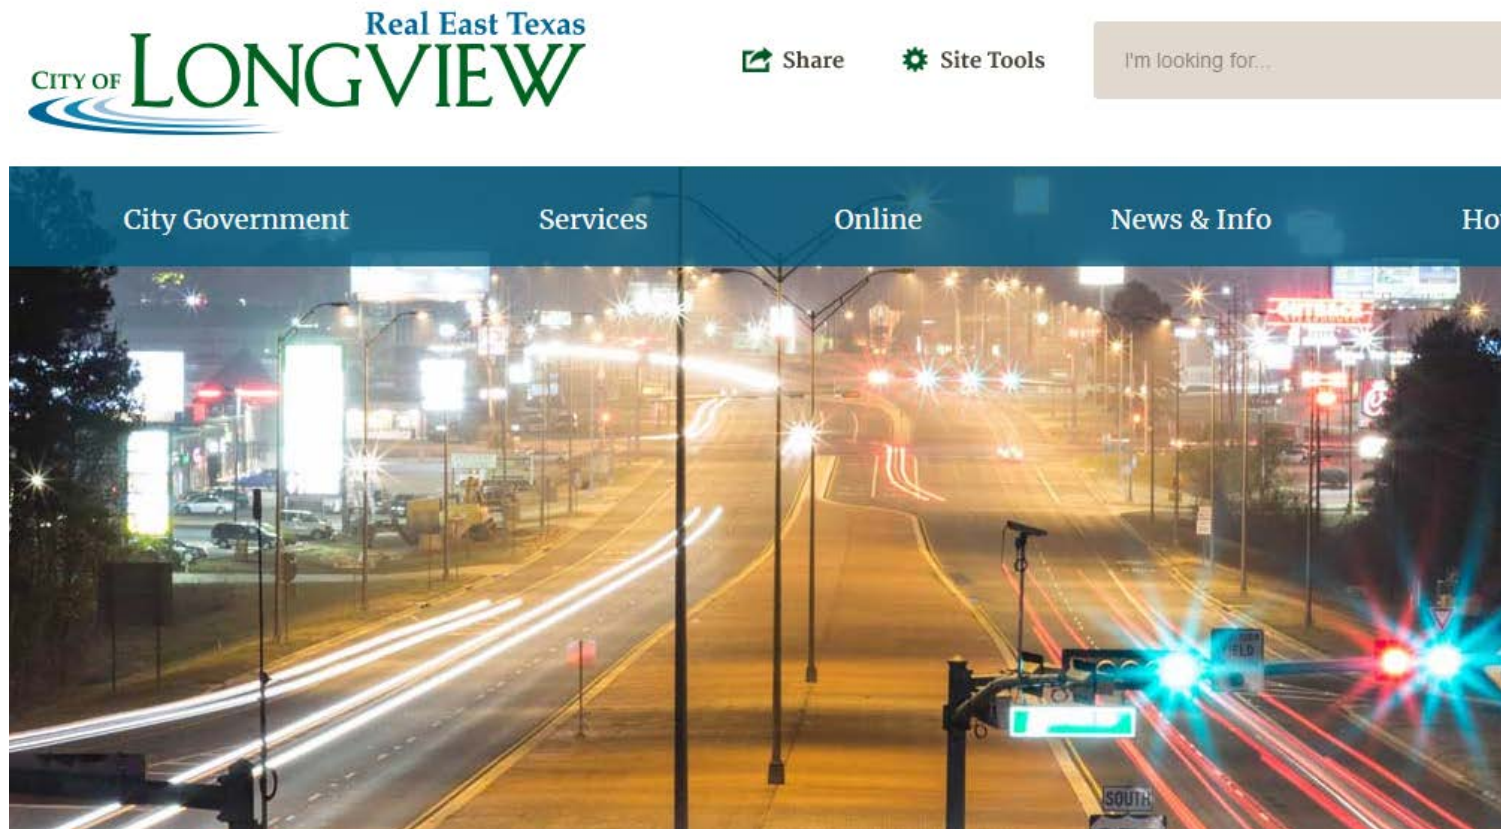 Real East Texas
CITY OF LONGVIEW
Share
Site Tools
I'm looking for...
City Government
Services
Online
News & Info
SOUTH